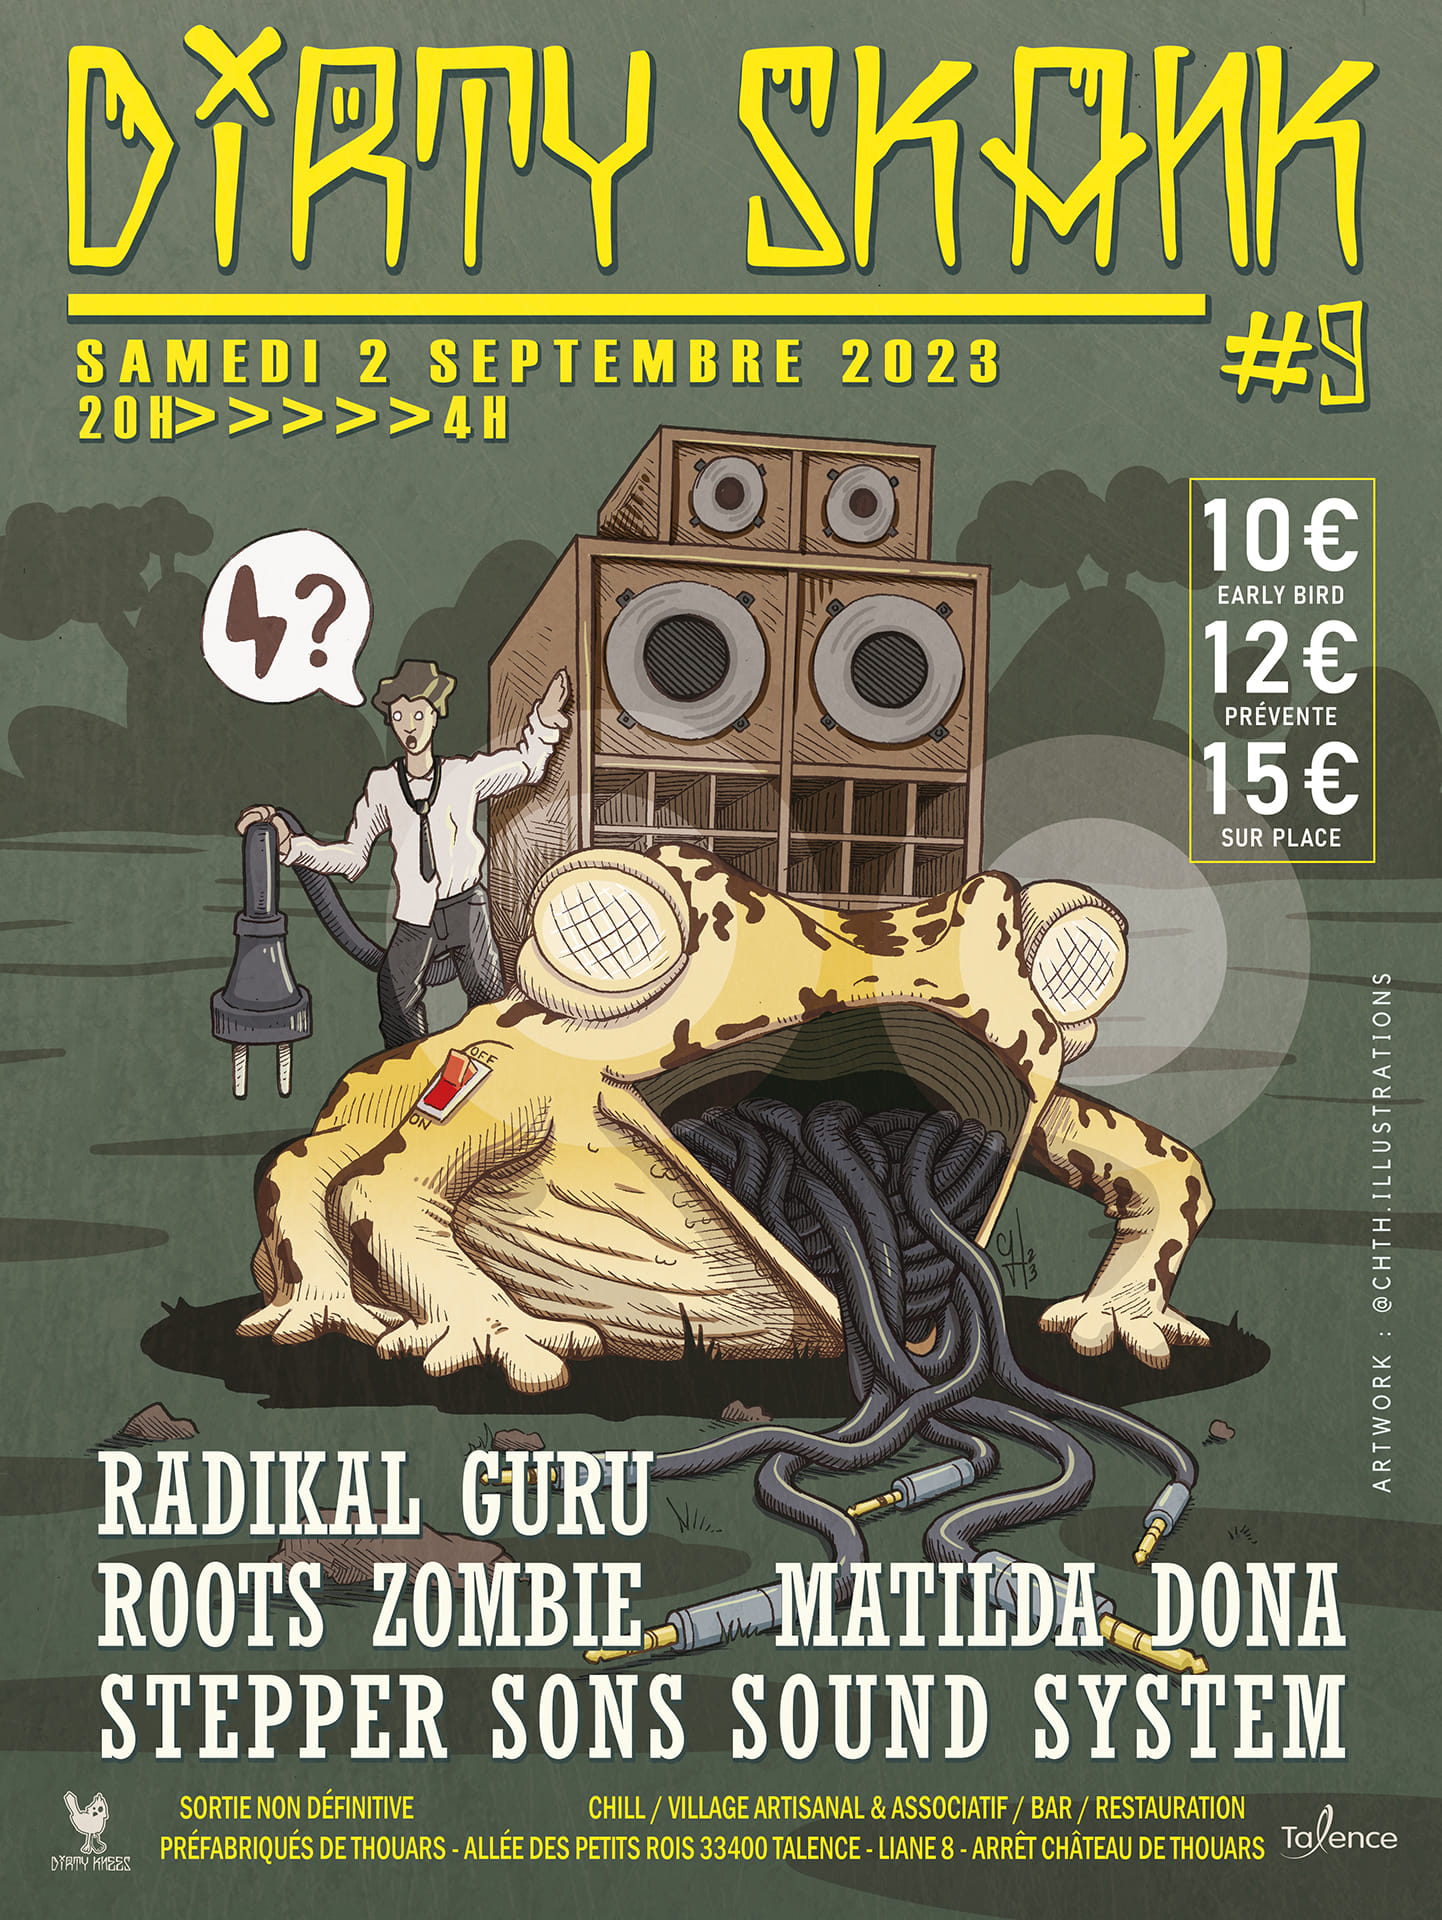 DiRTY SKANK
#9
SAMEDI 2 SEPTEMBRE 2023
20H>>>>>4H
10€
EARLY BIRD
12€
PRÉVENTE
15€
SUR PLACE
?
OFF
ON
CH
23
ARTWORK : @CHTH.ILLUSTRATIONS
RADIKAL GURU
ROOTS ZOMBIE MATILDA DONA
STEPPER SONS SOUND SYSTEM
SORTIE NON DÉFINITIVE CHILL / VILLAGE ARTISANAL & ASSOCIATIF / BAR / RESTAURATION
PRÉFABRIQUÉS DE THOUARS - ALLÉE DES PETITS ROIS 33400 TALENCE - LIANE 8 - ARRÊT CHÂTEAU DE THOUARS
DiRTY KNEES
Talence